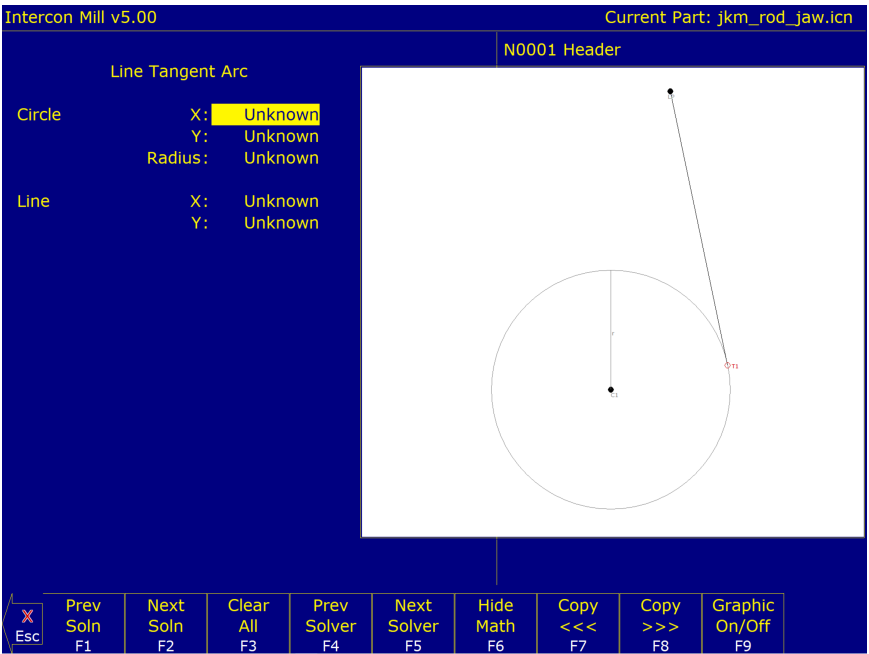 Intercon Mill v5.00 Current Part: jkm_rod_jaw.icn
N0001 Header
Line Tangent Arc
Circle X: Unknown
Y: Unknown
Radius: Unknown
Line X: Unknown
Y: Unknown
T1
C1
X Esc
Prev Soln F1
Next Soln F2
Clear All F3
Prev Solver F4
Next Solver F5
Hide Math F6
Copy <<< F7
Copy >>> F8
Graphic On/Off F9